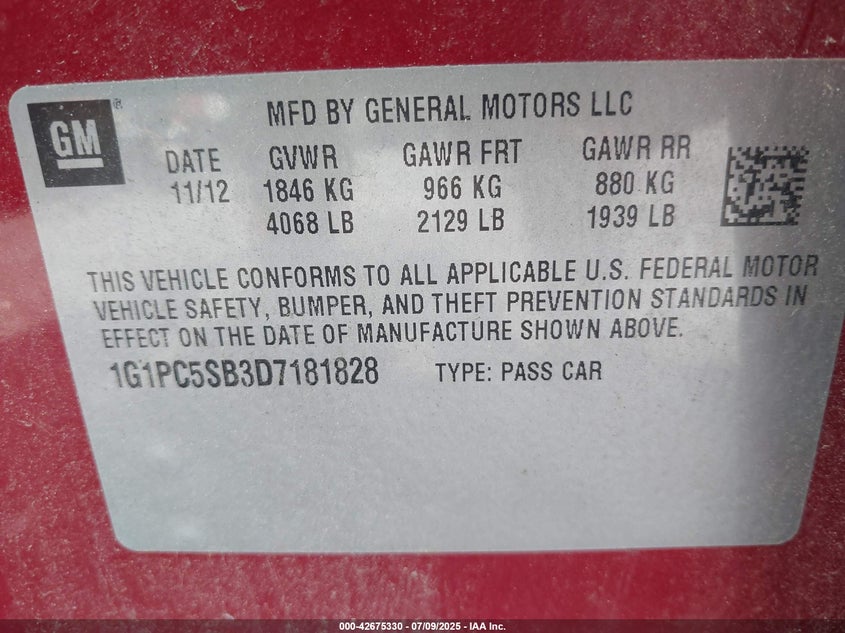 GM ®
MFD BY GENERAL MOTORS LLC
DATE GVWR GAWR FRT GAWR RR
11/12 1846 KG 966 KG 880 KG
4068 LB 2129 LB 1939 LB
THIS VEHICLE CONFORMS TO ALL APPLICABLE U.S. FEDERAL MOTOR
VEHICLE SAFETY, BUMPER, AND THEFT PREVENTION STANDARDS IN
EFFECT ON THE DATE OF MANUFACTURE SHOWN ABOVE.
1G1PC5SB3D7181828 TYPE: PASS CAR
000-42675330 - 07/09/2025 - IAA Inc.